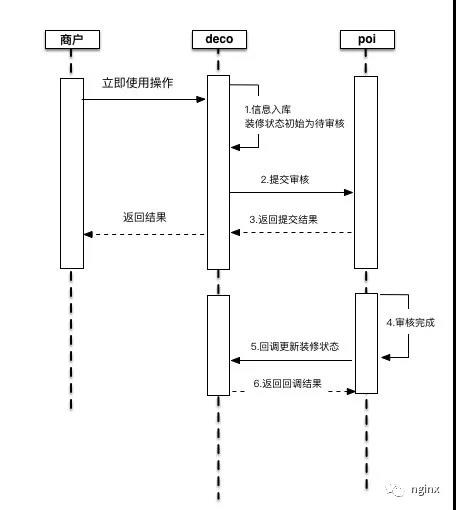 商户
deco
poi
立即使用操作
1.信息入库
装修状态初始为待审核
2.提交审核
返回结果
3.返回提交结果
4.审核完成
5.回调更新装修状态
6.返回回调结果
nginx